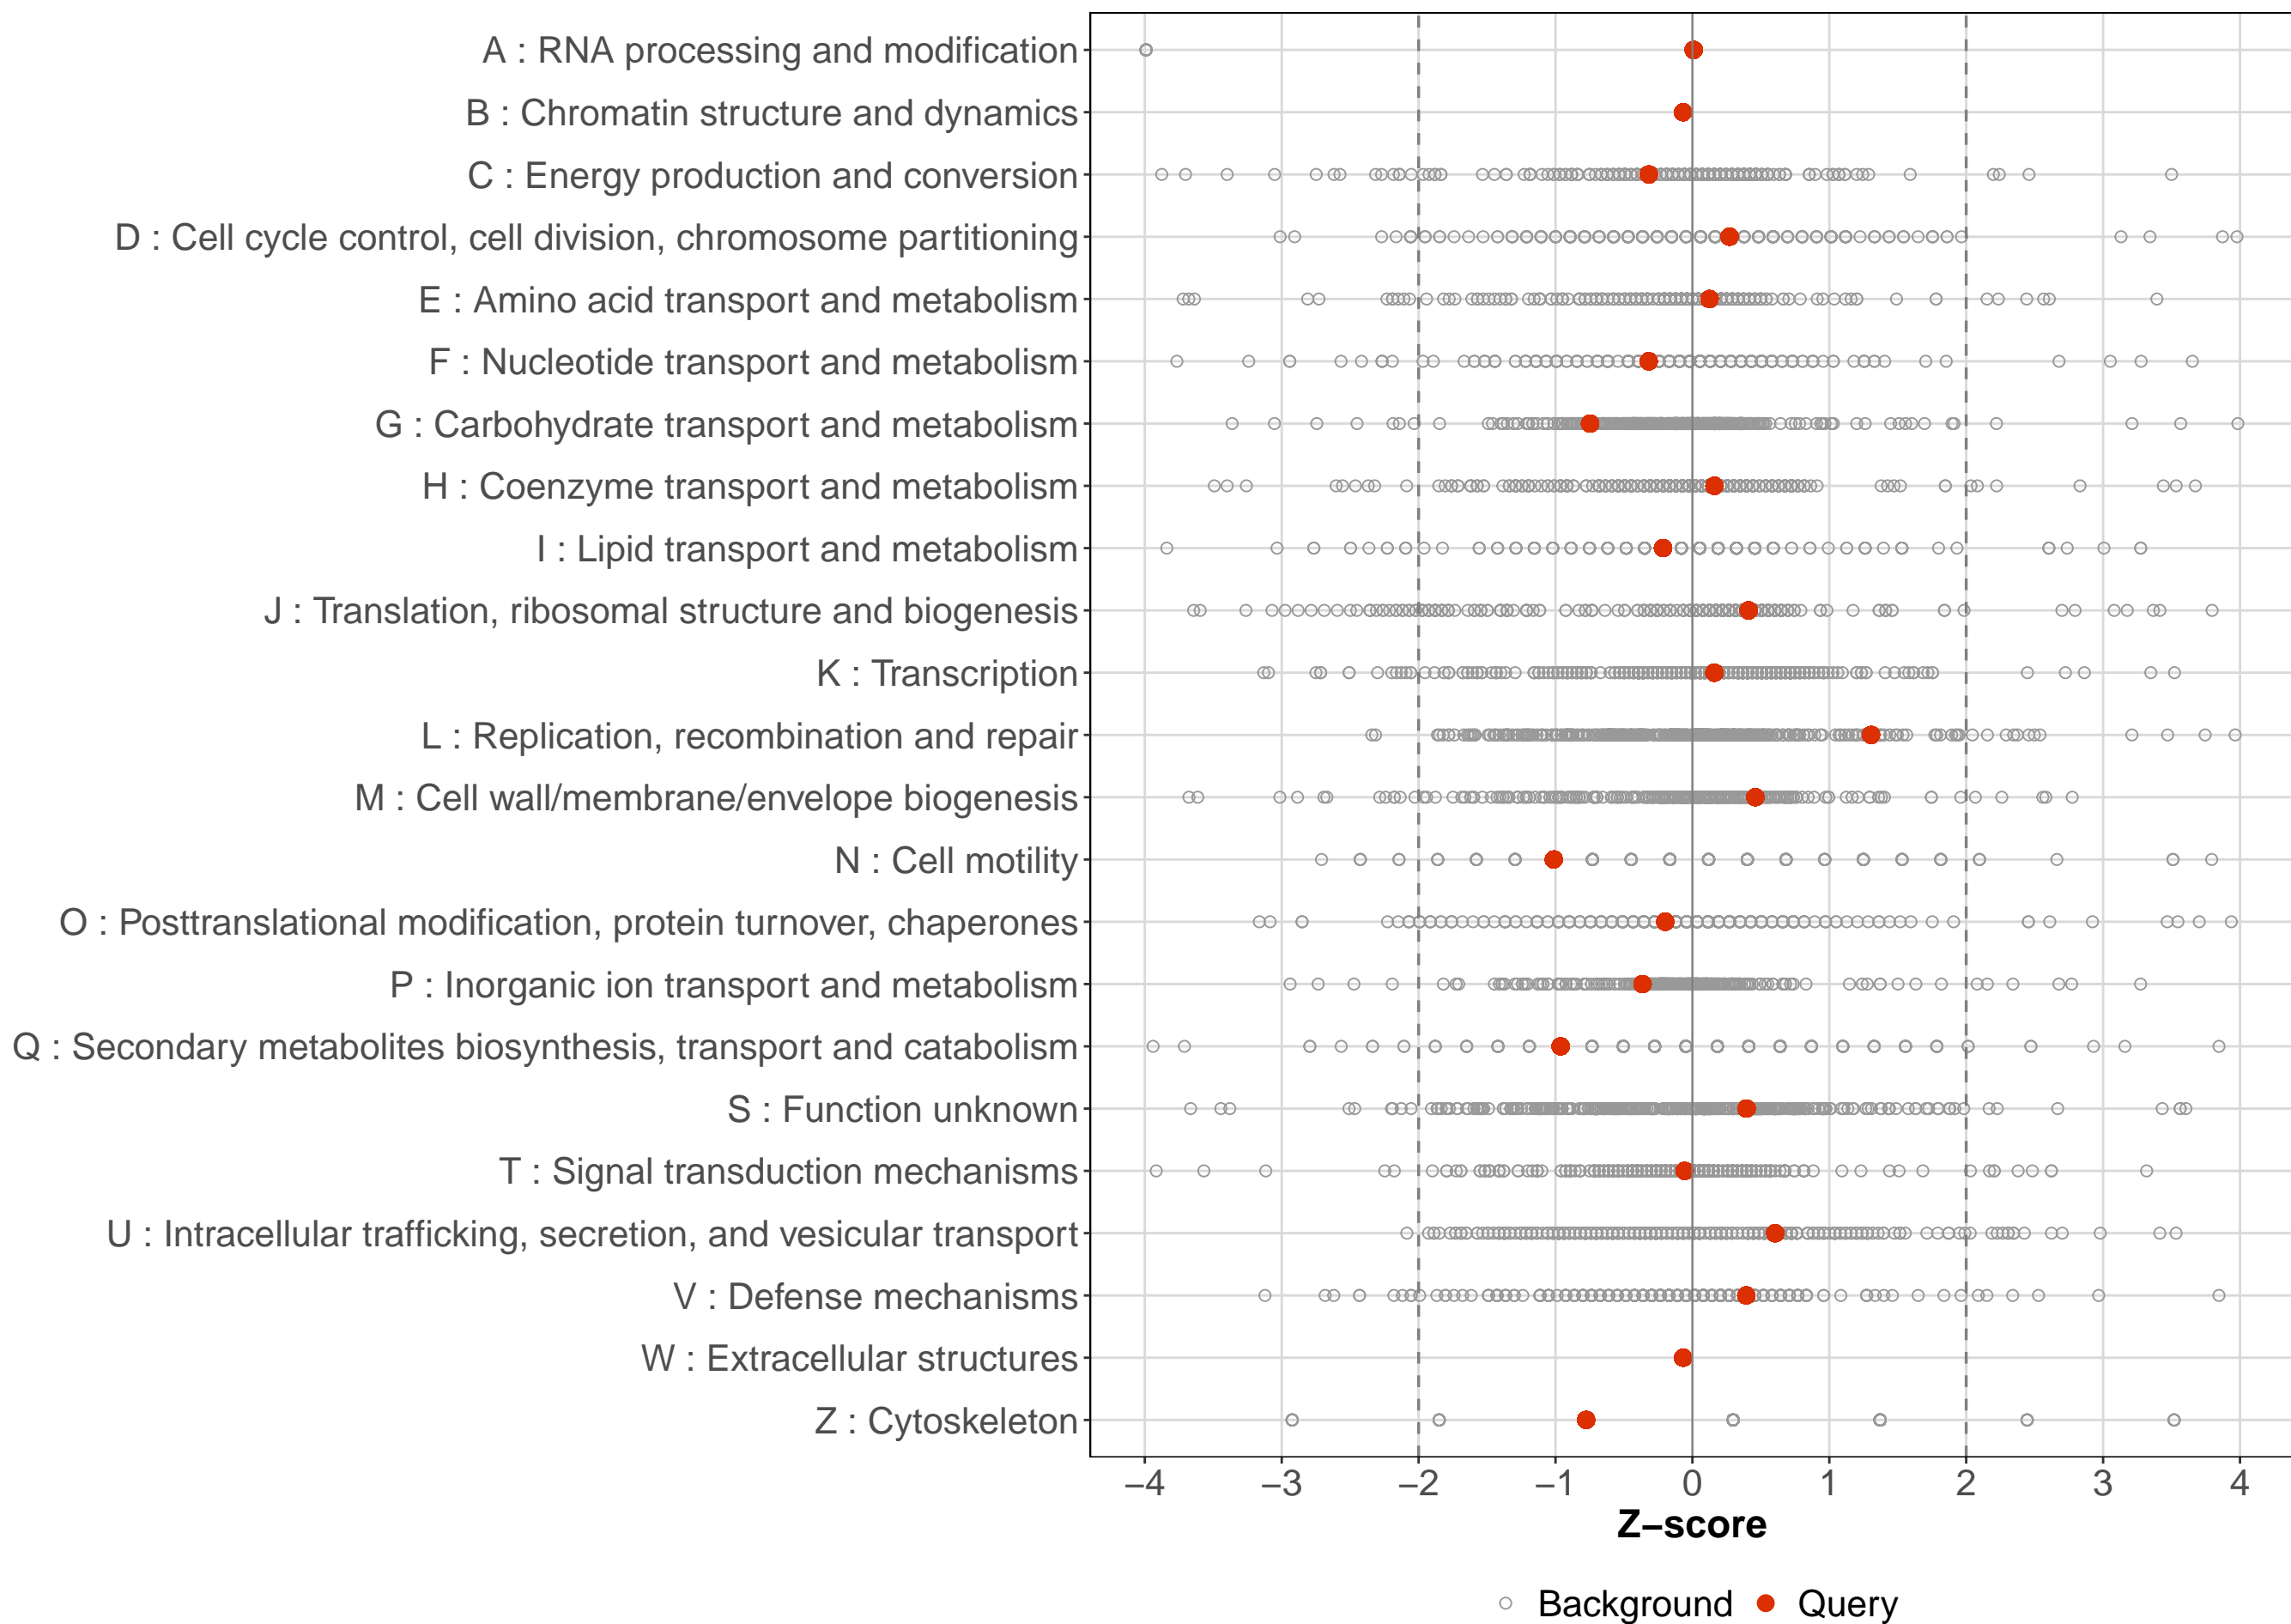 A : RNA processing and modification
B : Chromatin structure and dynamics
C : Energy production and conversion
D : Cell cycle control, cell division, chromosome partitioning
E : Amino acid transport and metabolism
F : Nucleotide transport and metabolism
G : Carbohydrate transport and metabolism
H : Coenzyme transport and metabolism
I : Lipid transport and metabolism
J : Translation, ribosomal structure and biogenesis
K : Transcription
L : Replication, recombination and repair
M : Cell wall/membrane/envelope biogenesis
N : Cell motility
O : Posttranslational modification, protein turnover, chaperones
P : Inorganic ion transport and metabolism
Q : Secondary metabolites biosynthesis, transport and catabolism
S : Function unknown
T : Signal transduction mechanisms
U : Intracellular trafficking, secretion, and vesicular transport
V : Defense mechanisms
W : Extracellular structures
Z : Cytoskeleton
−4 −3 −2 −1 0 1 2 3 4
Z−score
Background Query